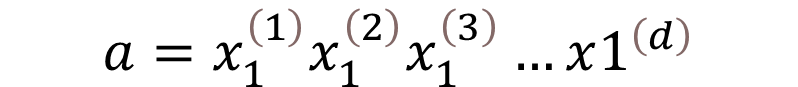 a = x₁⁽¹⁾x₁⁽²⁾x₁⁽³⁾ … x1⁽ᵈ⁾